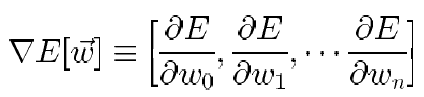 ∇E[w⃗] ≡ [∂E/∂w₀, ∂E/∂w₁, ⋯ ∂E/∂wₙ]